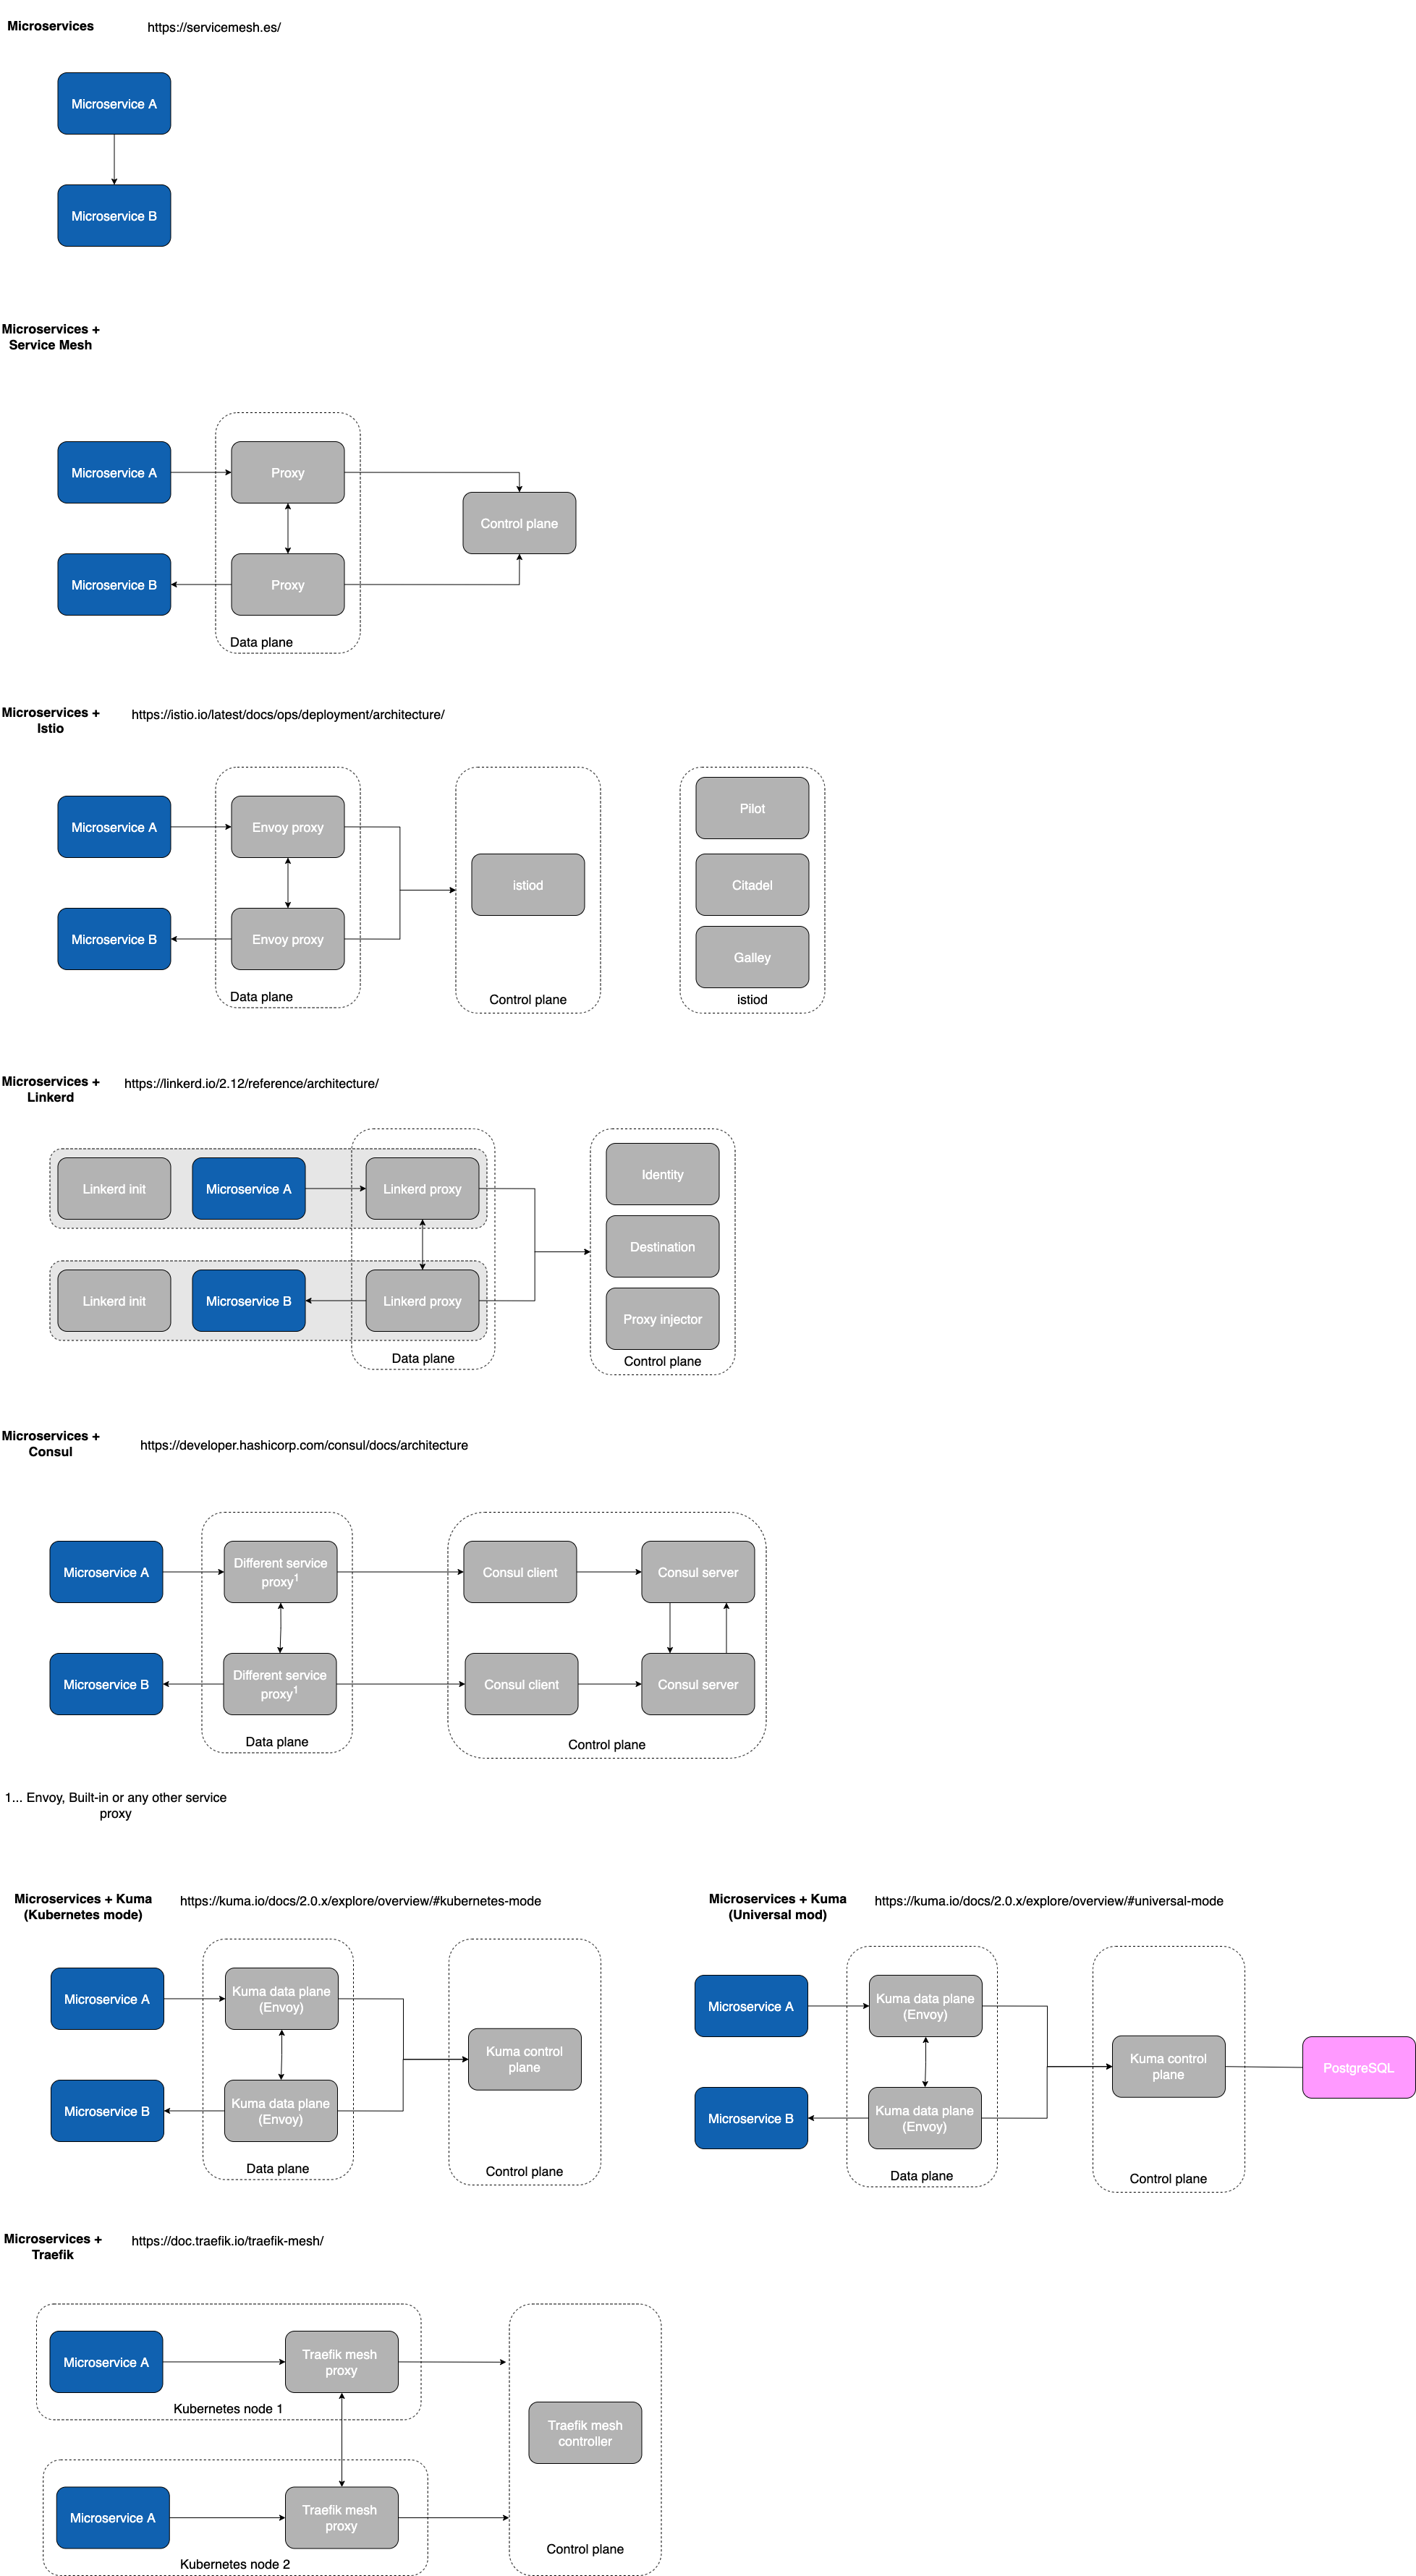 Microservices
https://servicemesh.es/
Microservice A
Microservice B
Microservices +
Service Mesh
Microservice A
Proxy
Control plane
Microservice B
Proxy
Data plane
Microservices +
Istio
https://istio.io/latest/docs/ops/deployment/architecture/
Pilot
Microservice A
Envoy proxy
istiod
Citadel
Microservice B
Envoy proxy
Galley
Data plane
Control plane
istiod
Microservices +
Linkerd
https://linkerd.io/2.12/reference/architecture/
Identity
Linkerd init
Microservice A
Linkerd proxy
Destination
Linkerd init
Microservice B
Linkerd proxy
Proxy injector
Data plane
Control plane
Microservices +
Consul
https://developer.hashicorp.com/consul/docs/architecture
Microservice A
Different service
proxy1
Consul client
Consul server
Microservice B
Different service
proxy1
Consul client
Consul server
Data plane
Control plane
1... Envoy, Built-in or any other service
proxy
Microservices + Kuma
(Kubernetes mode)
https://kuma.io/docs/2.0.x/explore/overview/#kubernetes-mode
Microservice A
Kuma data plane
(Envoy)
Kuma control
plane
Microservice B
Kuma data plane
(Envoy)
Data plane
Control plane
Microservices + Kuma
(Universal mod)
https://kuma.io/docs/2.0.x/explore/overview/#universal-mode
Microservice A
Kuma data plane
(Envoy)
Kuma control
plane
PostgreSQL
Microservice B
Kuma data plane
(Envoy)
Data plane
Control plane
Microservices +
Traefik
https://doc.traefik.io/traefik-mesh/
Microservice A
Traefik mesh
proxy
Kubernetes node 1
Traefik mesh
controller
Microservice A
Traefik mesh
proxy
Control plane
Kubernetes node 2